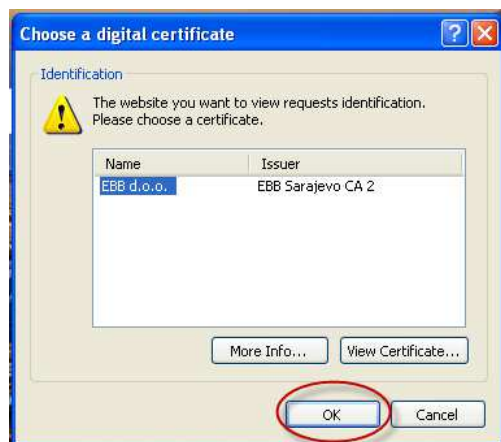 Choose a digital certificate
Identification
The website you want to view requests identification.
Please choose a certificate.
Name Issuer
EBB d.o.o. EBB Sarajevo CA 2
More Info... View Certificate...
OK Cancel